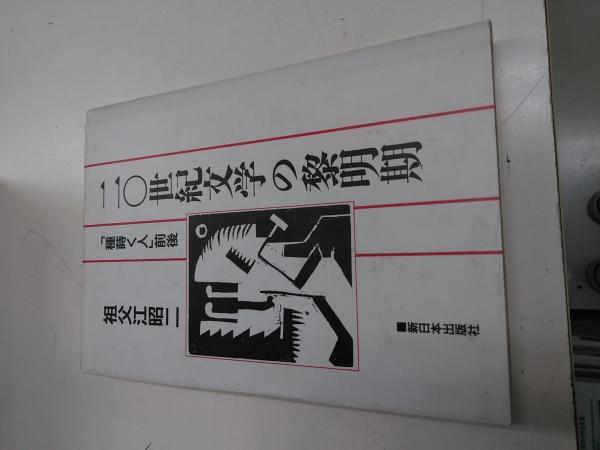 二〇世紀文学の黎明期
『種蒔く人』前後
祖父江昭二
■新日本出版社